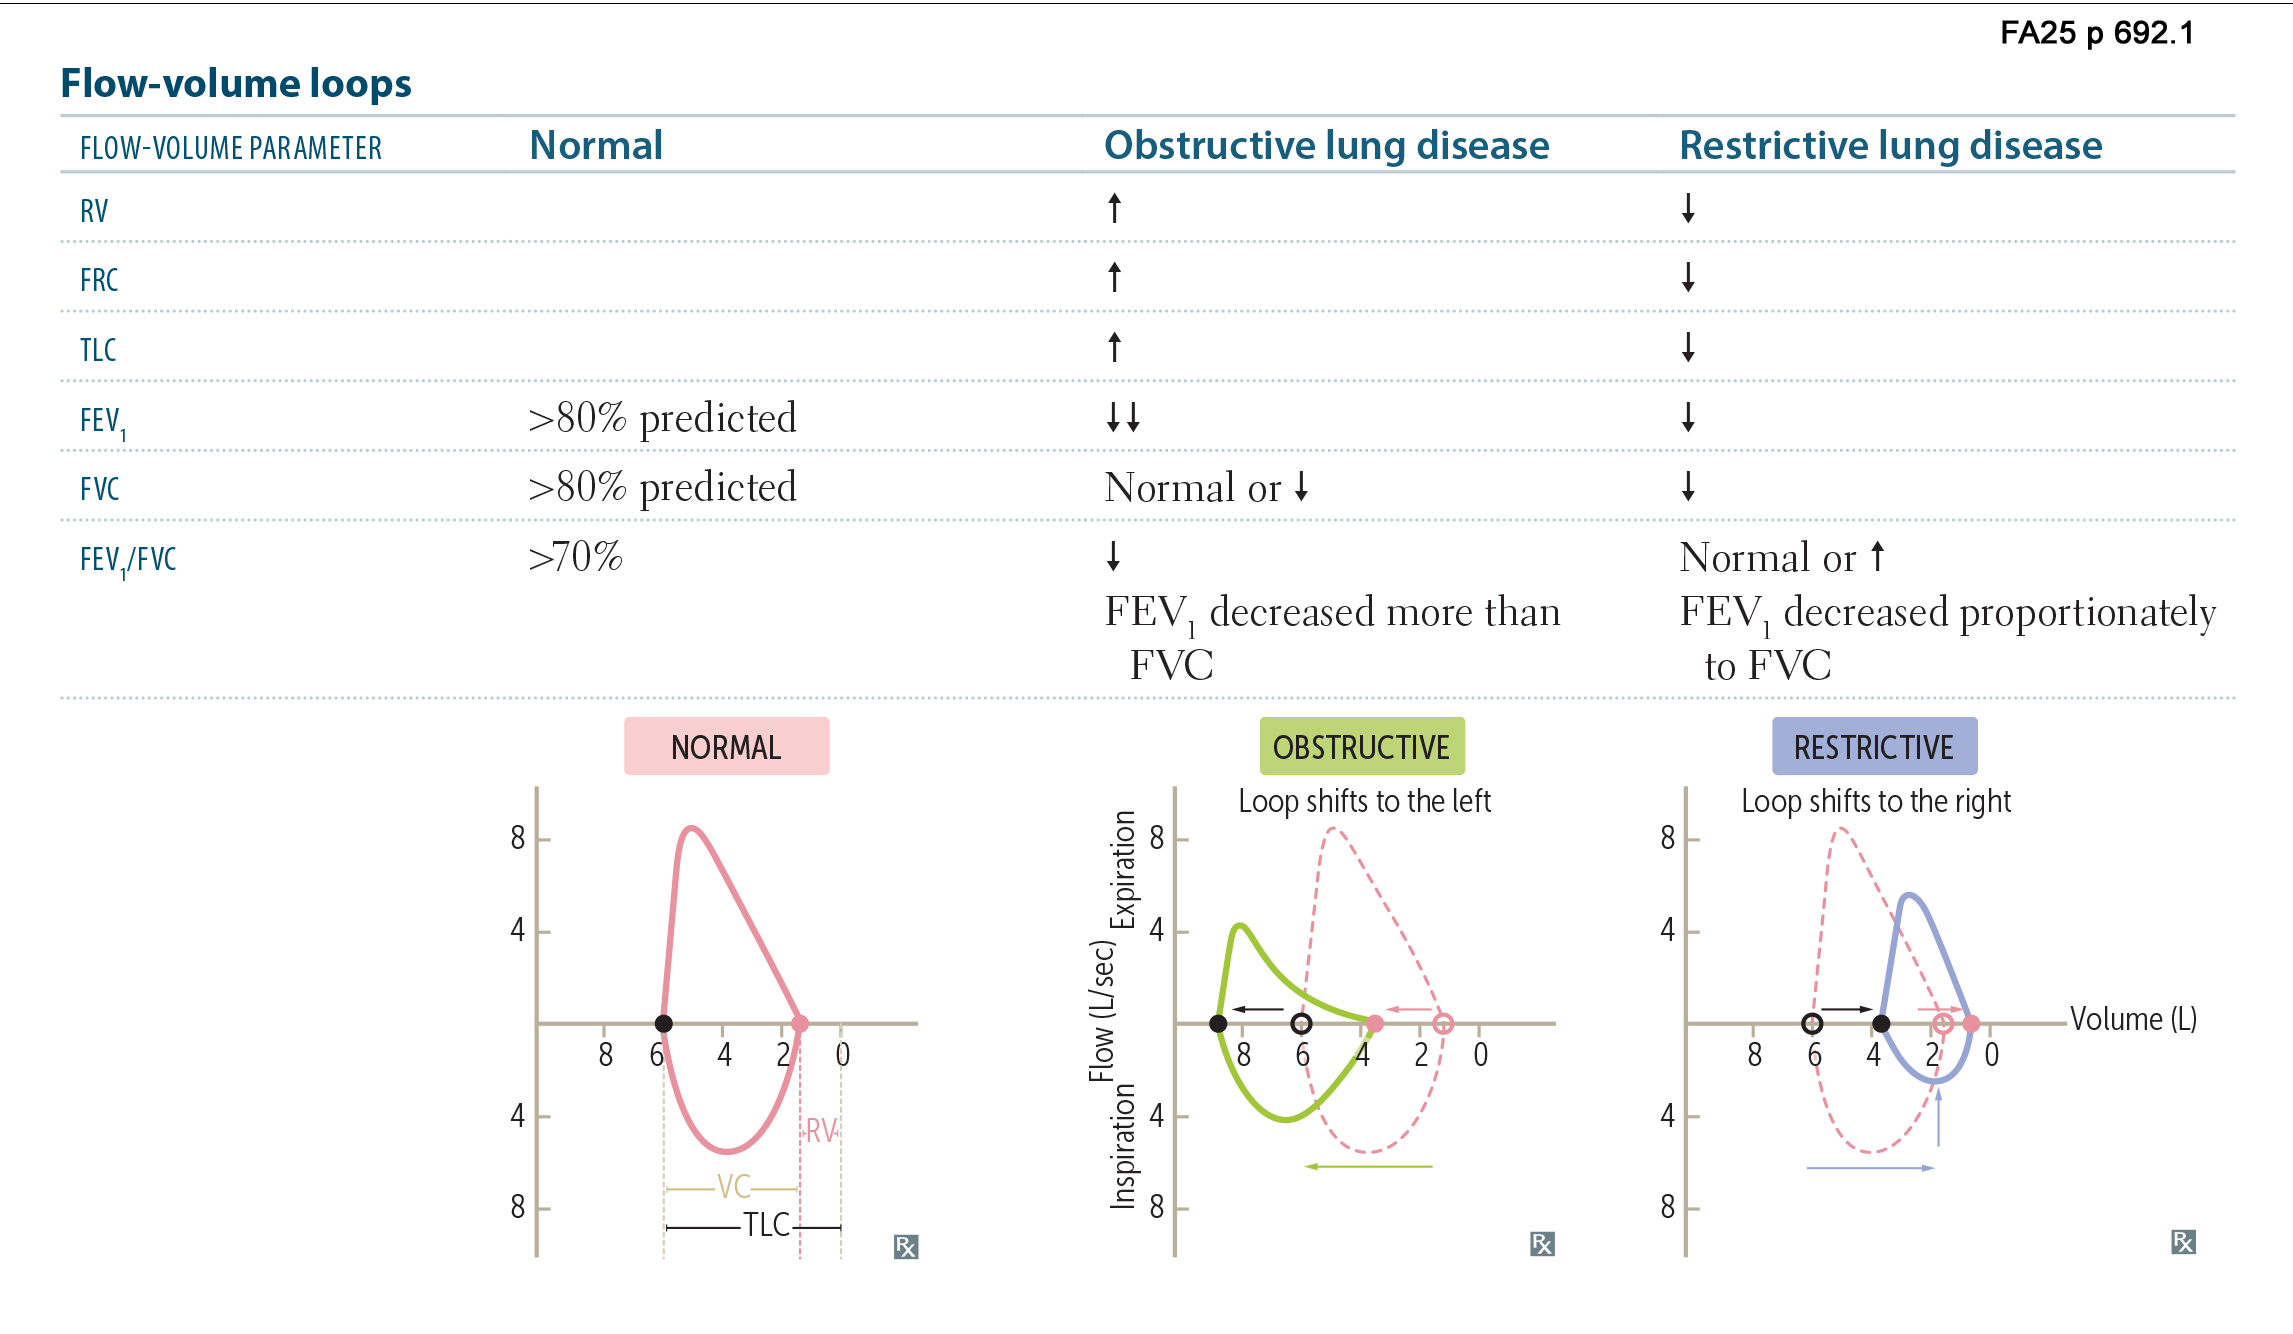 FA25 p 692.1
Flow-volume loops
FLOW-VOLUME PARAMETER Normal Obstructive lung disease Restrictive lung disease
RV ↑ ↓
FRC ↑ ↓
TLC ↑ ↓
FEV1 >80% predicted ↓↓ ↓
FVC >80% predicted Normal or ↓ ↓
FEV1/FVC >70% ↓ Normal or ↑
FEV1 decreased more than FEV1 decreased proportionately
FVC to FVC
NORMAL
8
4
8 6 4 2 0
4
RV
VC
8
TLC
Rx
OBSTRUCTIVE
Loop shifts to the left
Flow (L/sec)
Expiration
Inspiration
8
4
8 6 4 2 0
4
8
Rx
RESTRICTIVE
Loop shifts to the right
8
4
Volume (L)
8 6 4 2 0
4
8
Rx